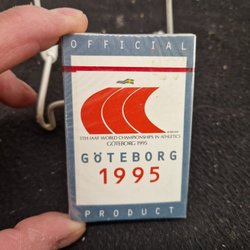 OFFICIAL
5TH IAAF WORLD CHAMPIONSHIPS IN ATHLETICS
GÖTEBORG 1995
GÖTEBORG
1995
PRODUCT